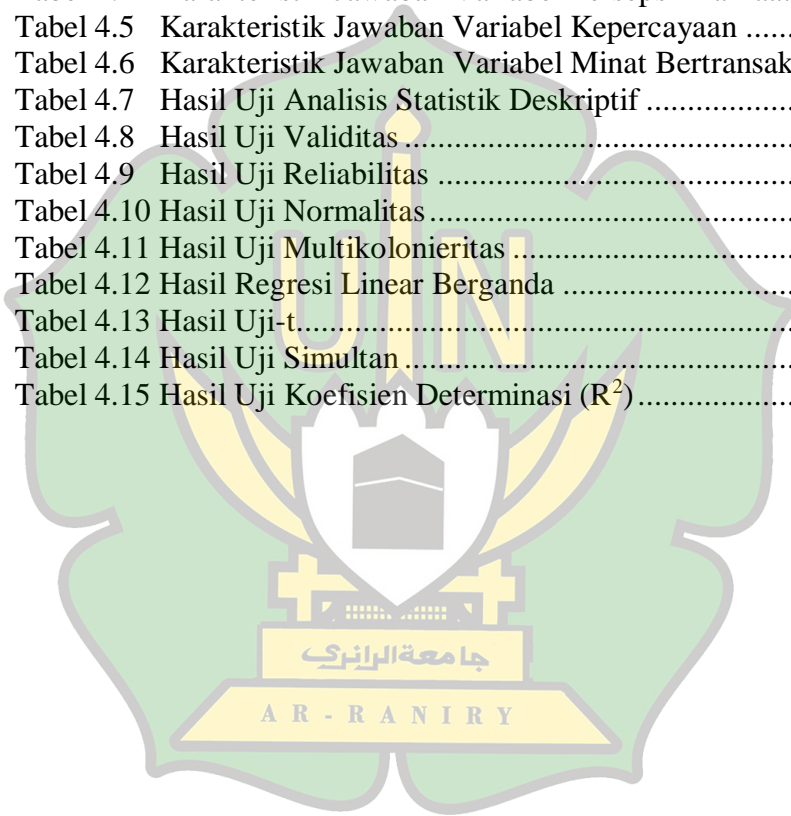 Tabel 4.5 Karakteristik Jawaban Variabel Kepercayaan ......
Tabel 4.6 Karakteristik Jawaban Variabel Minat
Tabel 4.7 Hasil Uji Analisis Statistik Deskriptif ..................
Tabel 4.8 Hasil Uji Validitas ...............................................
Tabel 4.9 Hasil Uji Reliabilitas ...........................................
Tabel 4.10 Hasil Uji Normalitas ............................................
Tabel 4.11 Hasil Uji Multikolonieritas ...................................
Tabel 4.12 Hasil Regresi Linear Berganda .............................
Tabel 4.13 Hasil Uji-t..............................................................
Tabel 4.14 Hasil Uji Simultan ................................................
Tabel 4.15 Hasil Uji Koefisien Determinasi (R²) ...................
UIN
جامعة الرانري
AR-RANIRY